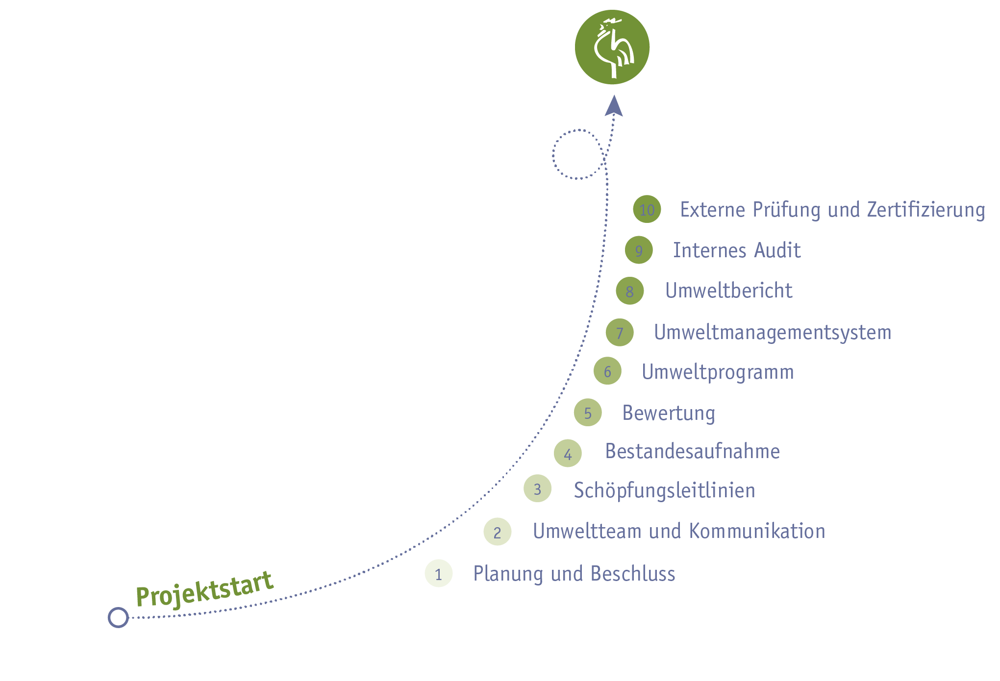 10 Externe Prüfung und Zertifizierung
9 Internes Audit
8 Umweltbericht
7 Umweltmanagementsystem
6 Umweltprogramm
5 Bewertung
4 Bestandesaufnahme
3 Schöpfungsleitlinien
2 Umweltteam und Kommunikation
1 Planung und Beschluss
Projektstart